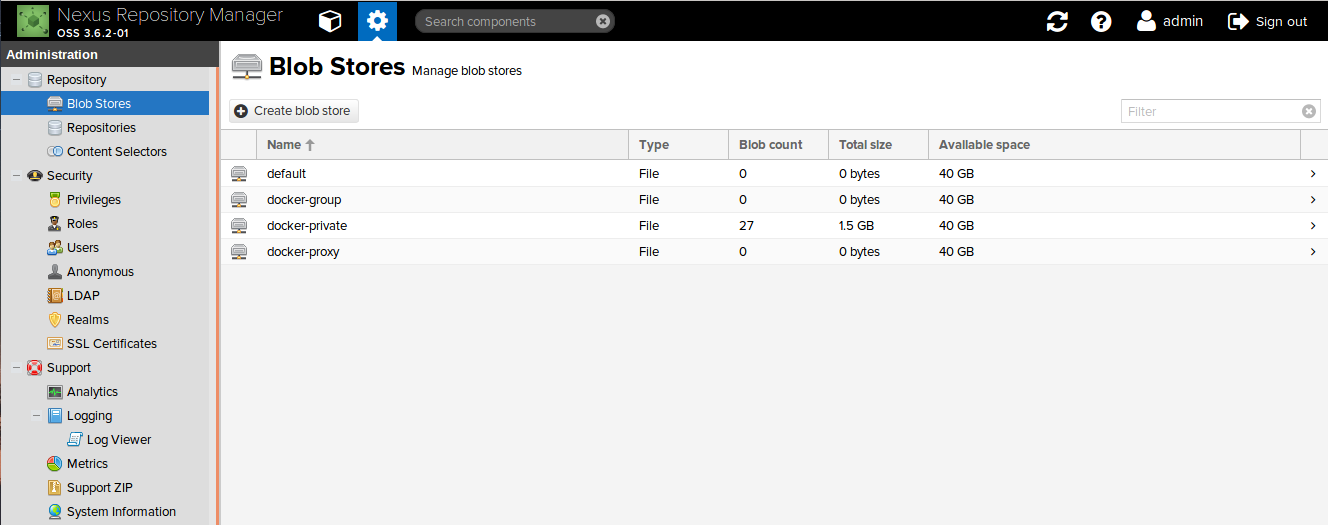 Nexus Repository Manager
OSS 3.6.2-01
Search components
admin
Sign out
Administration
Repository
Blob Stores
Repositories
Content Selectors
Security
Privileges
Roles
Users
Anonymous
LDAP
Realms
SSL Certificates
Support
Analytics
Logging
Log Viewer
Metrics
Support ZIP
System Information
Blob Stores Manage blob stores
Create blob store
Filter
Name Type Blob count Total size Available space
default File 0 0 bytes 40 GB
docker-group File 0 0 bytes 40 GB
docker-private File 27 1.5 GB 40 GB
docker-proxy File 0 0 bytes 40 GB